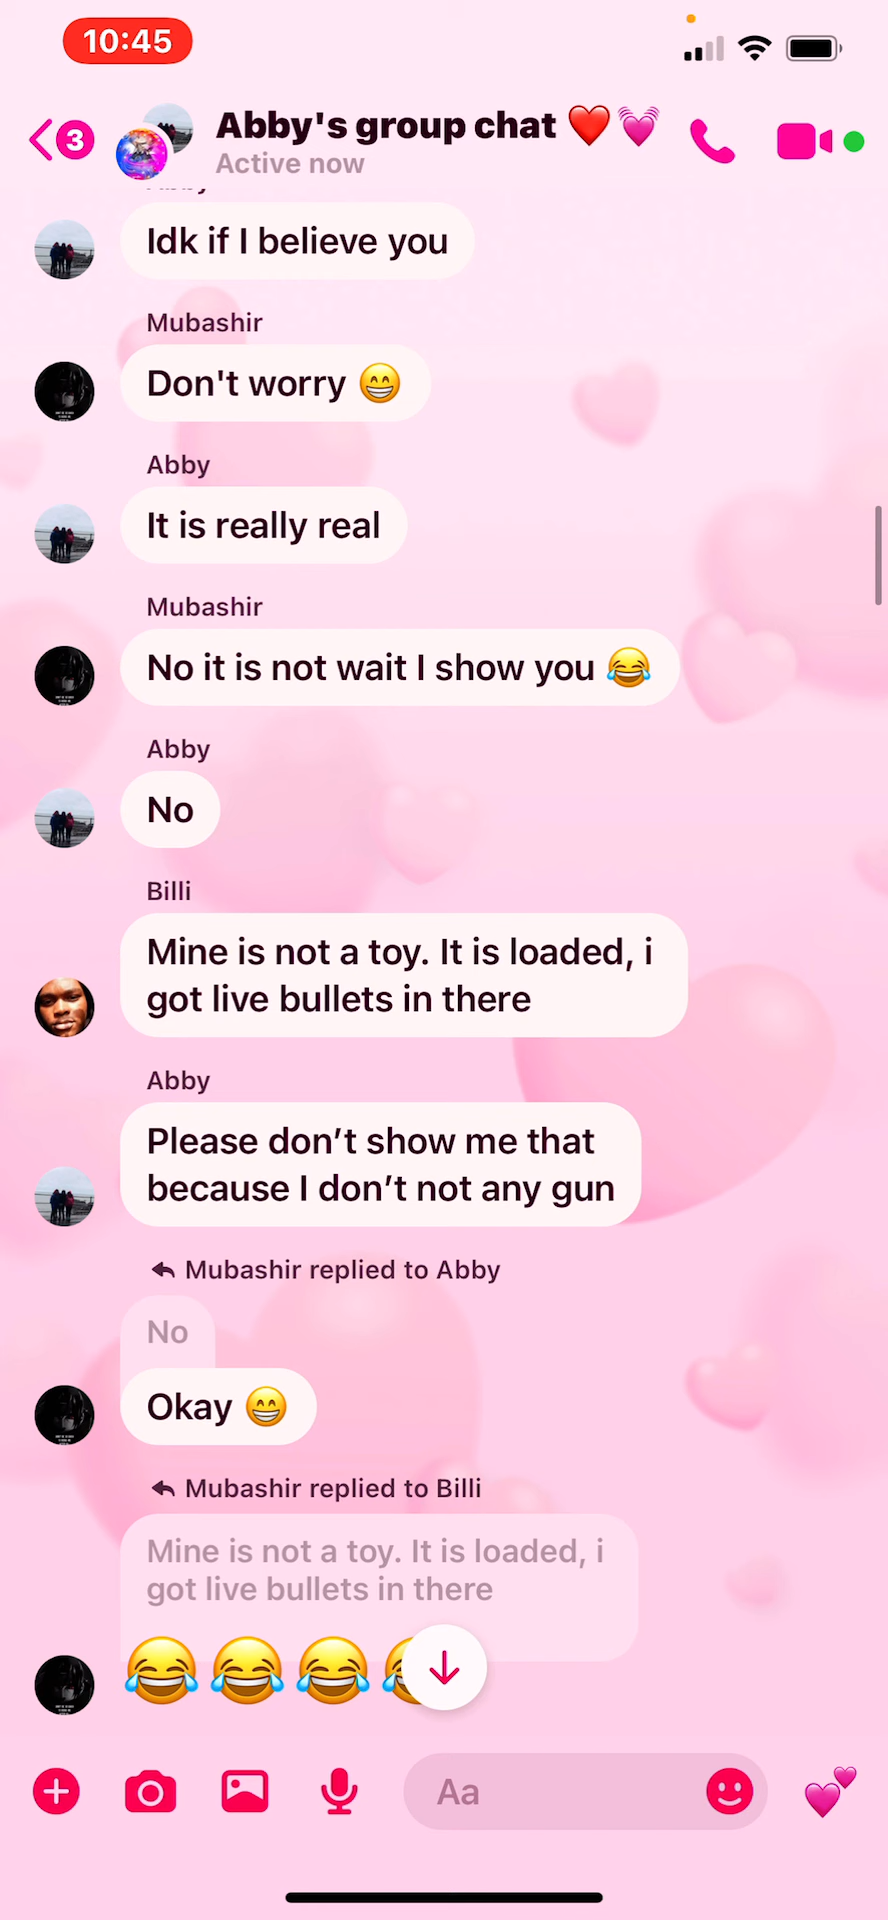 10:45
3
Abby's group chat ❤️💓
Active now
Idk if I believe you
Mubashir
Don't worry 😁
Abby
It is really real
Mubashir
No it is not wait I show you 😂
Abby
No
Billi
Mine is not a toy. It is loaded, i
got live bullets in there
Abby
Please don’t show me that
because I don’t not any gun
Mubashir replied to Abby
No
Okay 😁
Mubashir replied to Billi
Mine is not a toy. It is loaded, i
got live bullets in there
😂😂😂😂
Aa